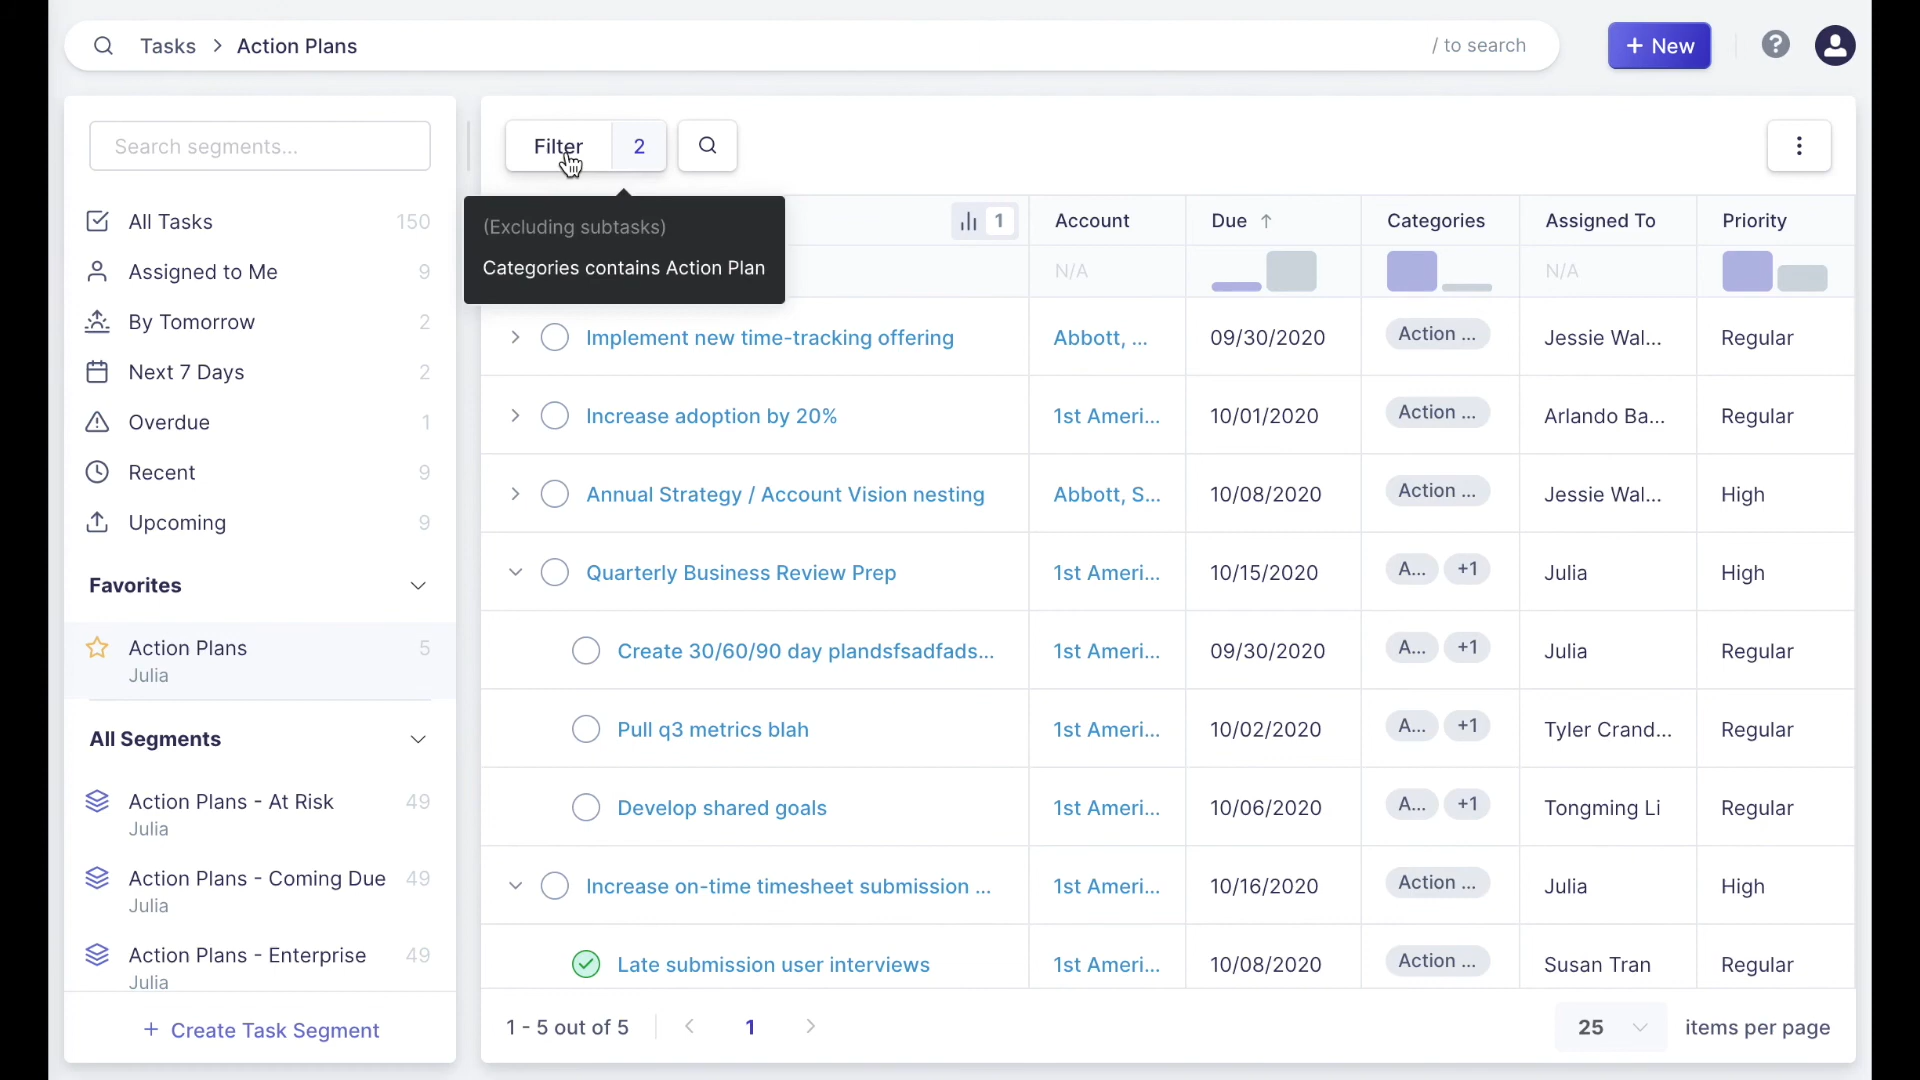 Tasks > Action Plans
/ to search
+ New
?
Search segments...
All Tasks 150
Assigned to Me 9
By Tomorrow 2
Next 7 Days 2
Overdue 1
Recent 9
Upcoming 9
Favorites
Action Plans 5
Julia
All Segments
Action Plans - At Risk 49
Julia
Action Plans - Coming Due 49
Julia
Action Plans - Enterprise 49
Julia
+ Create Task Segment
Filter 2
(Excluding subtasks)
Categories contains Action Plan
1 Account Due ↑ Categories Assigned To Priority
N/A N/A
Implement new time-tracking offering Abbott, ... 09/30/2020 Action ... Jessie Wal... Regular
Increase adoption by 20% 1st Ameri... 10/01/2020 Action ... Arlando Ba... Regular
Annual Strategy / Account Vision nesting Abbott, S... 10/08/2020 Action ... Jessie Wal... High
Quarterly Business Review Prep 1st Ameri... 10/15/2020 A... +1 Julia High
Create 30/60/90 day plandsfsadfads... 1st Ameri... 09/30/2020 A... +1 Julia Regular
Pull q3 metrics blah 1st Ameri... 10/02/2020 A... +1 Tyler Crand... Regular
Develop shared goals 1st Ameri... 10/06/2020 A... +1 Tongming Li Regular
Increase on-time timesheet submission ... 1st Ameri... 10/16/2020 Action ... Julia High
Late submission user interviews 1st Ameri... 10/08/2020 Action ... Susan Tran Regular
1 - 5 out of 5 < 1 > 25 items per page